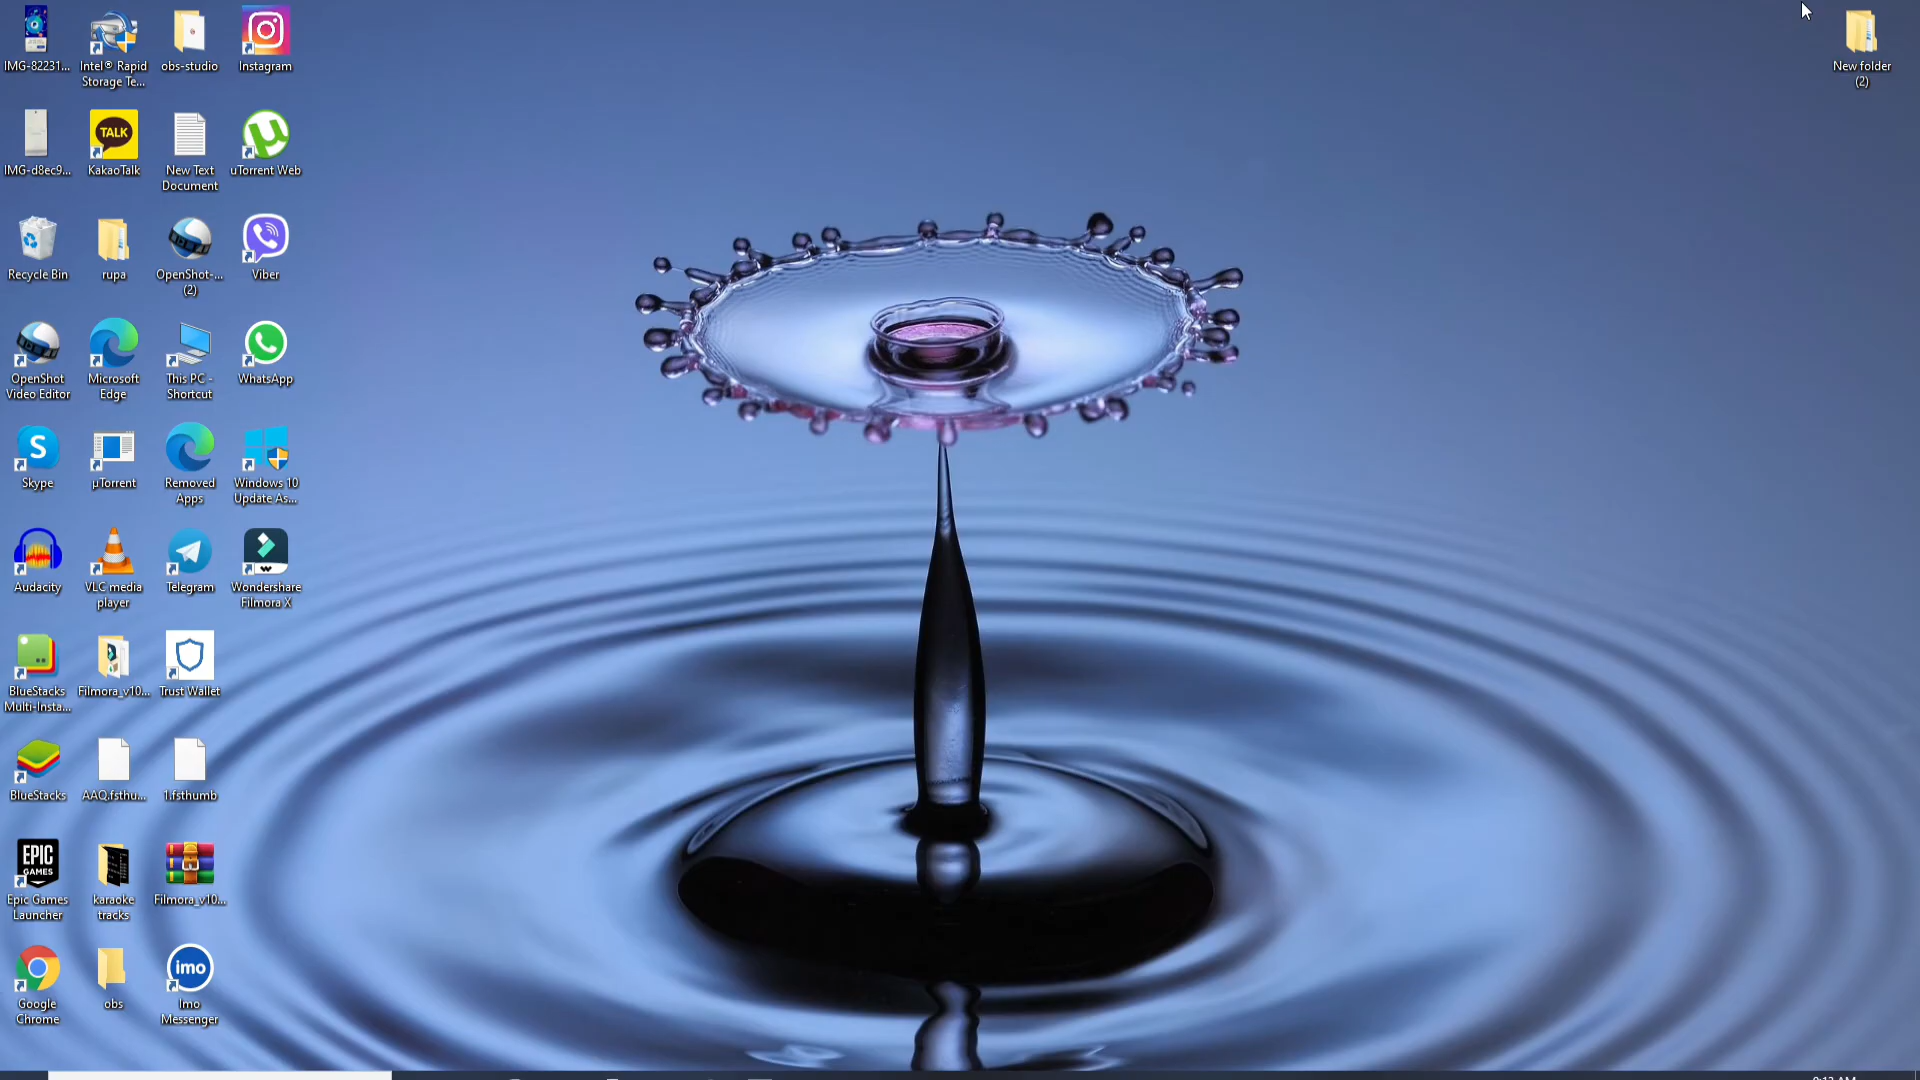 IMG-82231...
Intel® Rapid
Storage Te...
obs-studio
Instagram
New folder
(2)
IMG-d8ec9...
TALK
KakaoTalk
New Text
Document
uTorrent Web
Recycle Bin
rupa
OpenShot-...
(2)
Viber
OpenShot
Video Editor
Microsoft
Edge
This PC -
Shortcut
WhatsApp
S
Skype
µTorrent
Removed
Apps
Windows 10
Update As...
Audacity
VLC media
player
Telegram
Wondershare
Filmora X
BlueStacks
Multi-Insta...
Filmora_v10...
Trust Wallet
BlueStacks
AAQ.fsthu...
1.fsthumb
EPIC
GAMES
Epic Games
Launcher
karaoke
tracks
Filmora_v10...
Google
Chrome
obs
imo
Imo
Messenger